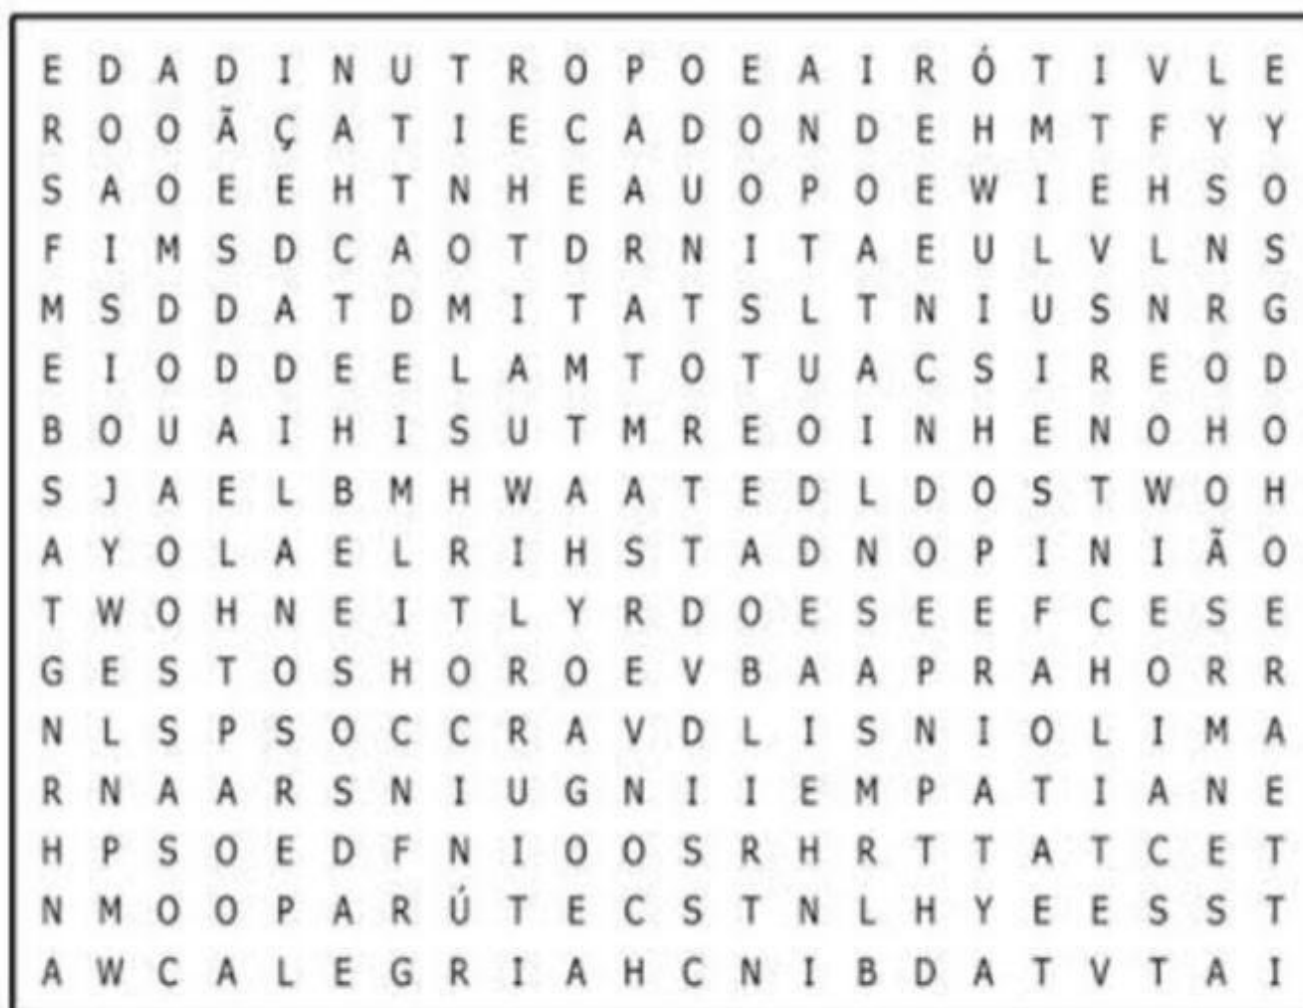 E D A D I N U T R O P O E A I R Ó T I V L E
R O O Ã Ç A T I E C A D O N D E H M T F Y Y
S A O E E H T N H E A U O P O E W I E H S O
F I M S D C A O T D R N I T A E U L V L N S
M S D D A T D M I T A T S L T N I U S N R G
E I O D D E E L A M T O T U A C S I R E O D
B O U A I H I S U T M R E O I N H E N O H O
S J A E L B M H W A A T E D L D O S T W O H
A Y O L A E L R I H S T A D N O P I N I Ã O
T W O H N E I T L Y R D O E S E E F C E S E
G E S T O S H O R O E V B A A P R A H O R R
N L S P S O C C R A V D L I S N I O L I M A
R N A A R S N I U G N I I E M P A T I A N E
H P S O E D F N I O O S R H R T T A T C E T
N M O O P A R Ú T E C S T N L H Y E E S S T
A W C A L E G R I A H C N I B D A T V T A I